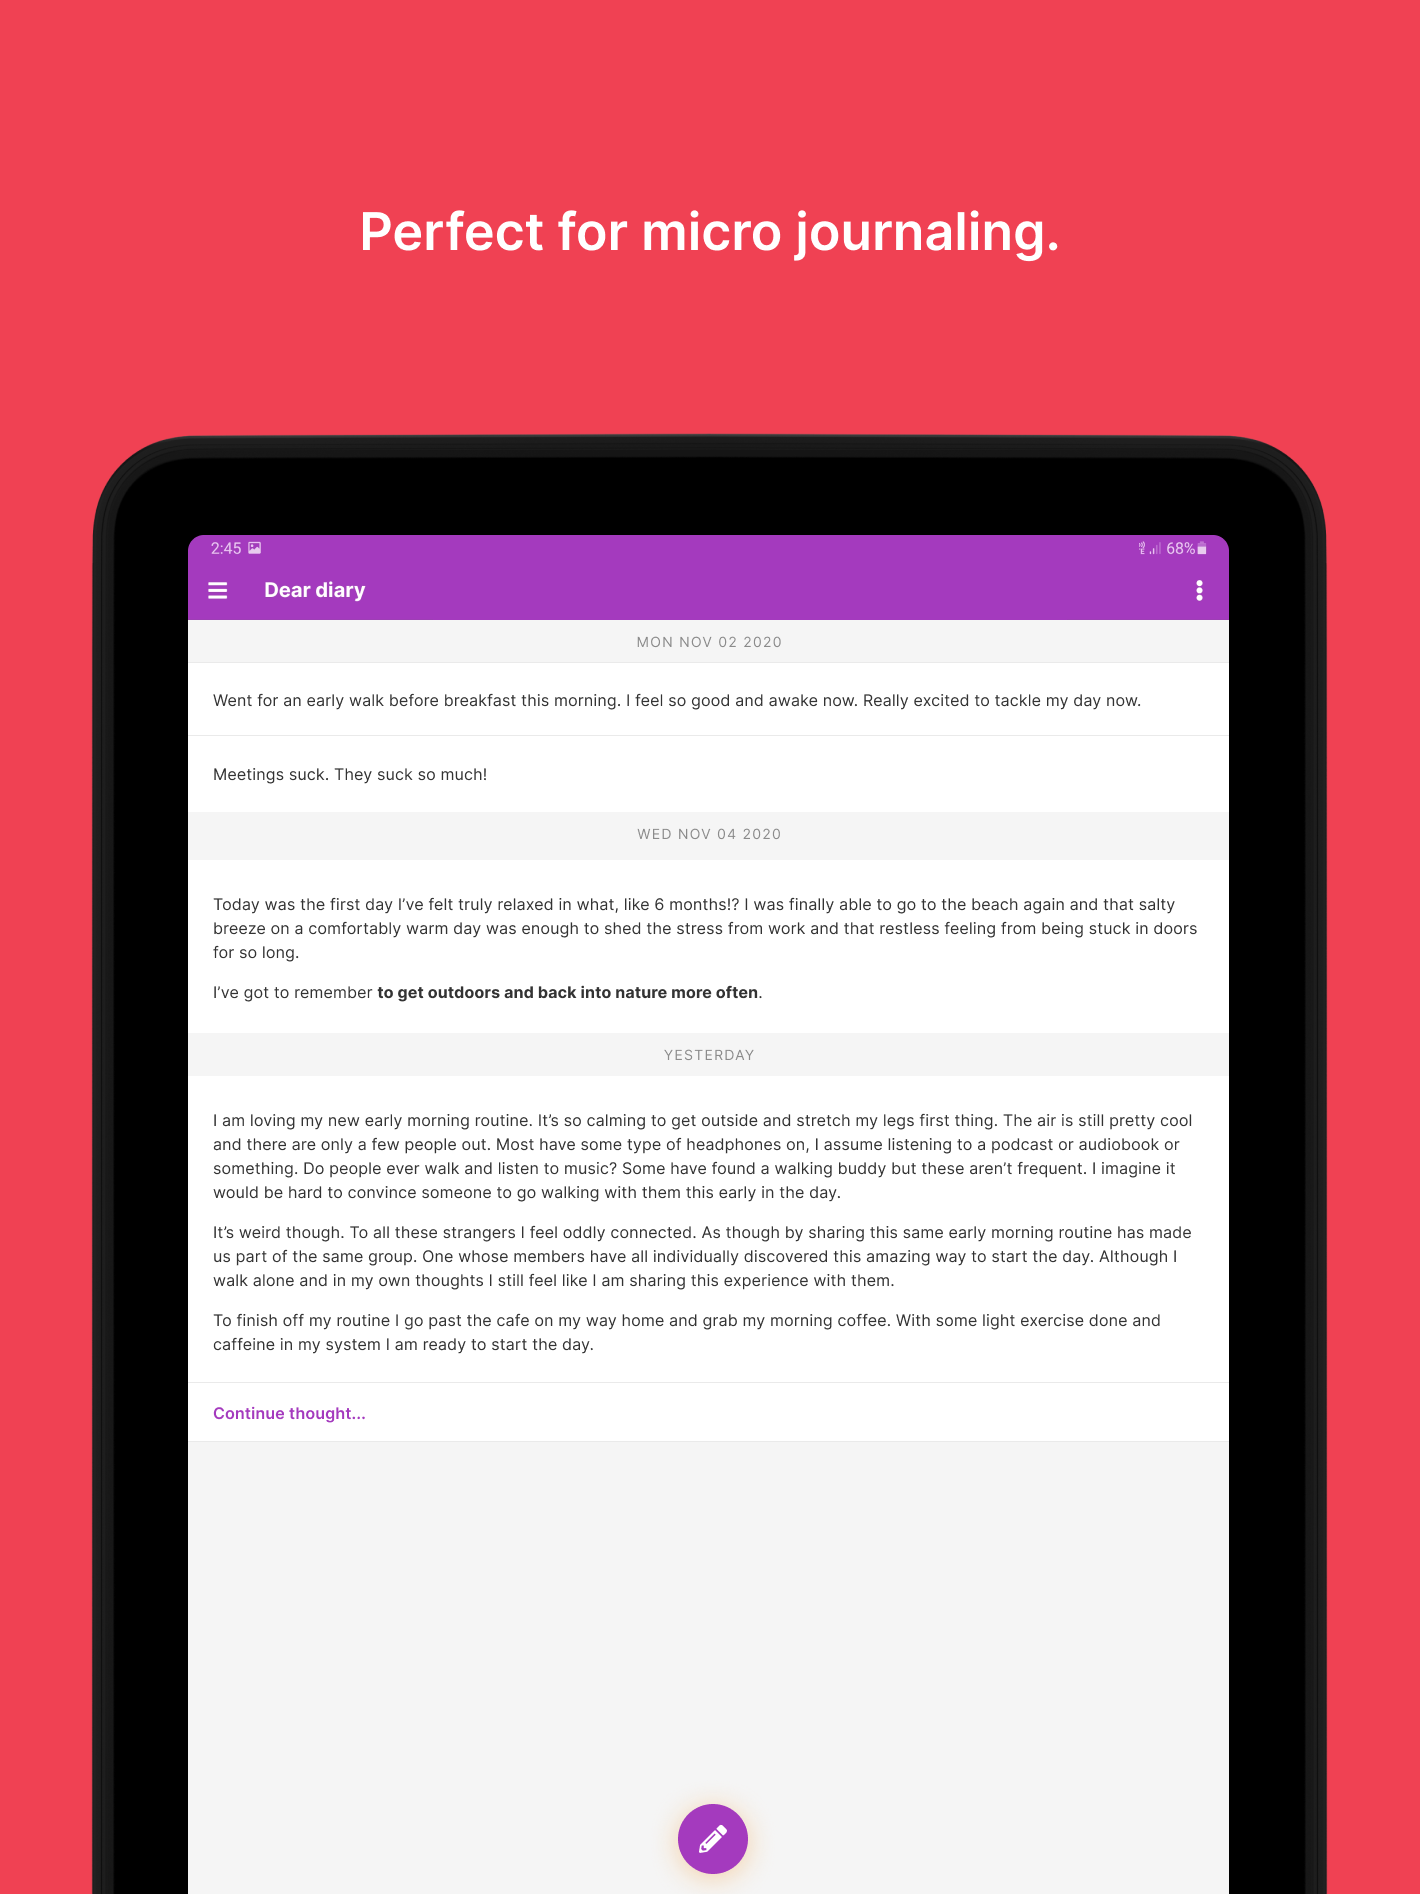 Perfect for micro journaling.
2:45
68%
Dear diary
MON NOV 02 2020
Went for an early walk before breakfast this morning. I feel so good and awake now. Really excited to tackle my day now.
Meetings suck. They suck so much!
WED NOV 04 2020
Today was the first day I’ve felt truly relaxed in what, like 6 months!? I was finally able to go to the beach again and that salty
breeze on a comfortably warm day was enough to shed the stress from work and that restless feeling from being stuck in doors
for so long.
I’ve got to remember to get outdoors and back into nature more often.
YESTERDAY
I am loving my new early morning routine. It’s so calming to get outside and stretch my legs first thing. The air is still pretty cool
and there are only a few people out. Most have some type of headphones on, I assume listening to a podcast or audiobook or
something. Do people ever walk and listen to music? Some have found a walking buddy but these aren’t frequent. I imagine it
would be hard to convince someone to go walking with them this early in the day.
It’s weird though. To all these strangers I feel oddly connected. As though by sharing this same early morning routine has made
us part of the same group. One whose members have all individually discovered this amazing way to start the day. Although I
walk alone and in my own thoughts I still feel like I am sharing this experience with them.
To finish off my routine I go past the cafe on my way home and grab my morning coffee. With some light exercise done and
caffeine in my system I am ready to start the day.
Continue thought...